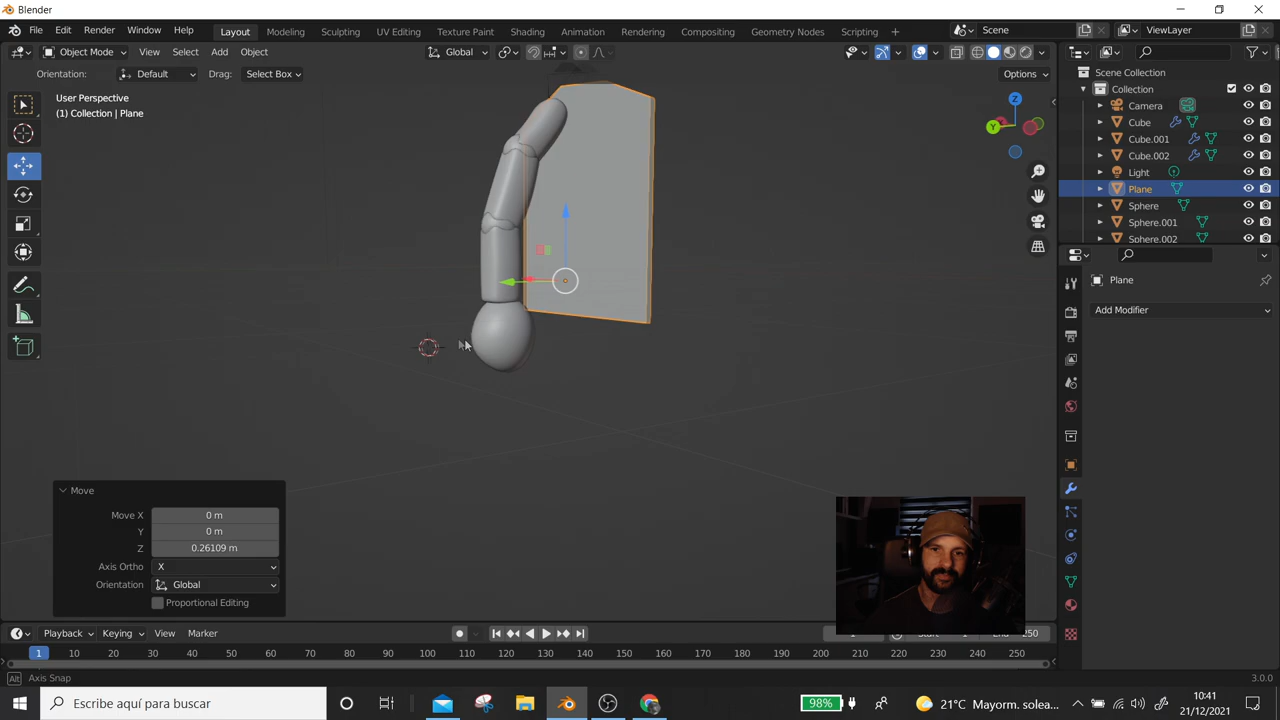 Blender
File Edit Render Window Help
Layout Modeling Sculpting UV Editing Texture Paint Shading Animation Rendering Compositing Geometry Nodes Scripting +
Scene
ViewLayer
Object Mode View Select Add Object
Global
Orientation: Default Drag: Select Box
Options
User Perspective
(1) Collection | Plane
Z
Y
Scene Collection
Collection
Camera
Cube
Cube.001
Cube.002
Light
Plane
Sphere
Sphere.001
Sphere.002
Plane
Add Modifier
Move
Move X 0 m
Y 0 m
Z 0.26109 m
Axis Ortho X
Orientation Global
Proportional Editing
Playback Keying View Marker
1 Start 1 End 250
1 10 20 30 40 50 60 70 80 90 100 110 120 130 140 150 160 170 180 190 200 210 220 230 240 250
Alt Axis Snap
3.0.0
Escribe aquí para buscar
98%
21°C Mayorm. solea...
10:41
21/12/2021